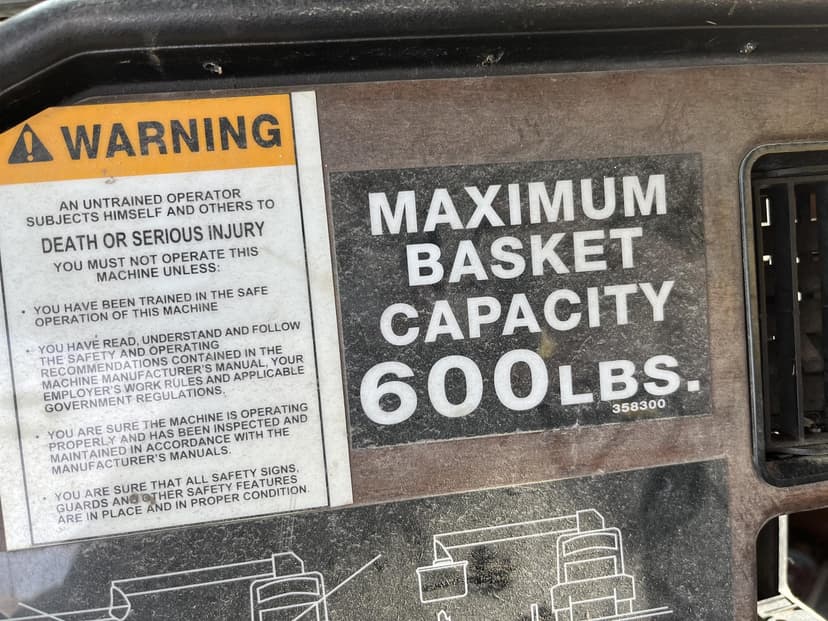 WARNING
AN UNTRAINED OPERATOR
SUBJECTS HIMSELF AND OTHERS TO
DEATH OR SERIOUS INJURY
YOU MUST NOT OPERATE THIS
MACHINE UNLESS:
• YOU HAVE BEEN TRAINED IN THE SAFE
OPERATION OF THIS MACHINE
• YOU HAVE READ, UNDERSTAND AND FOLLOW
THE SAFETY AND OPERATING
RECOMMENDATIONS CONTAINED IN THE
MACHINE MANUFACTURER'S MANUAL, YOUR
EMPLOYER'S WORK RULES AND APPLICABLE
GOVERNMENT REGULATIONS.
• YOU ARE SURE THE MACHINE IS OPERATING
PROPERLY AND HAS BEEN INSPECTED AND
MAINTAINED IN ACCORDANCE WITH THE
MANUFACTURER'S MANUALS.
• YOU ARE SURE THAT ALL SAFETY SIGNS,
GUARDS AND OTHER SAFETY FEATURES
ARE IN PLACE AND IN PROPER CONDITION.
MAXIMUM
BASKET
CAPACITY
600 LBS.
358300